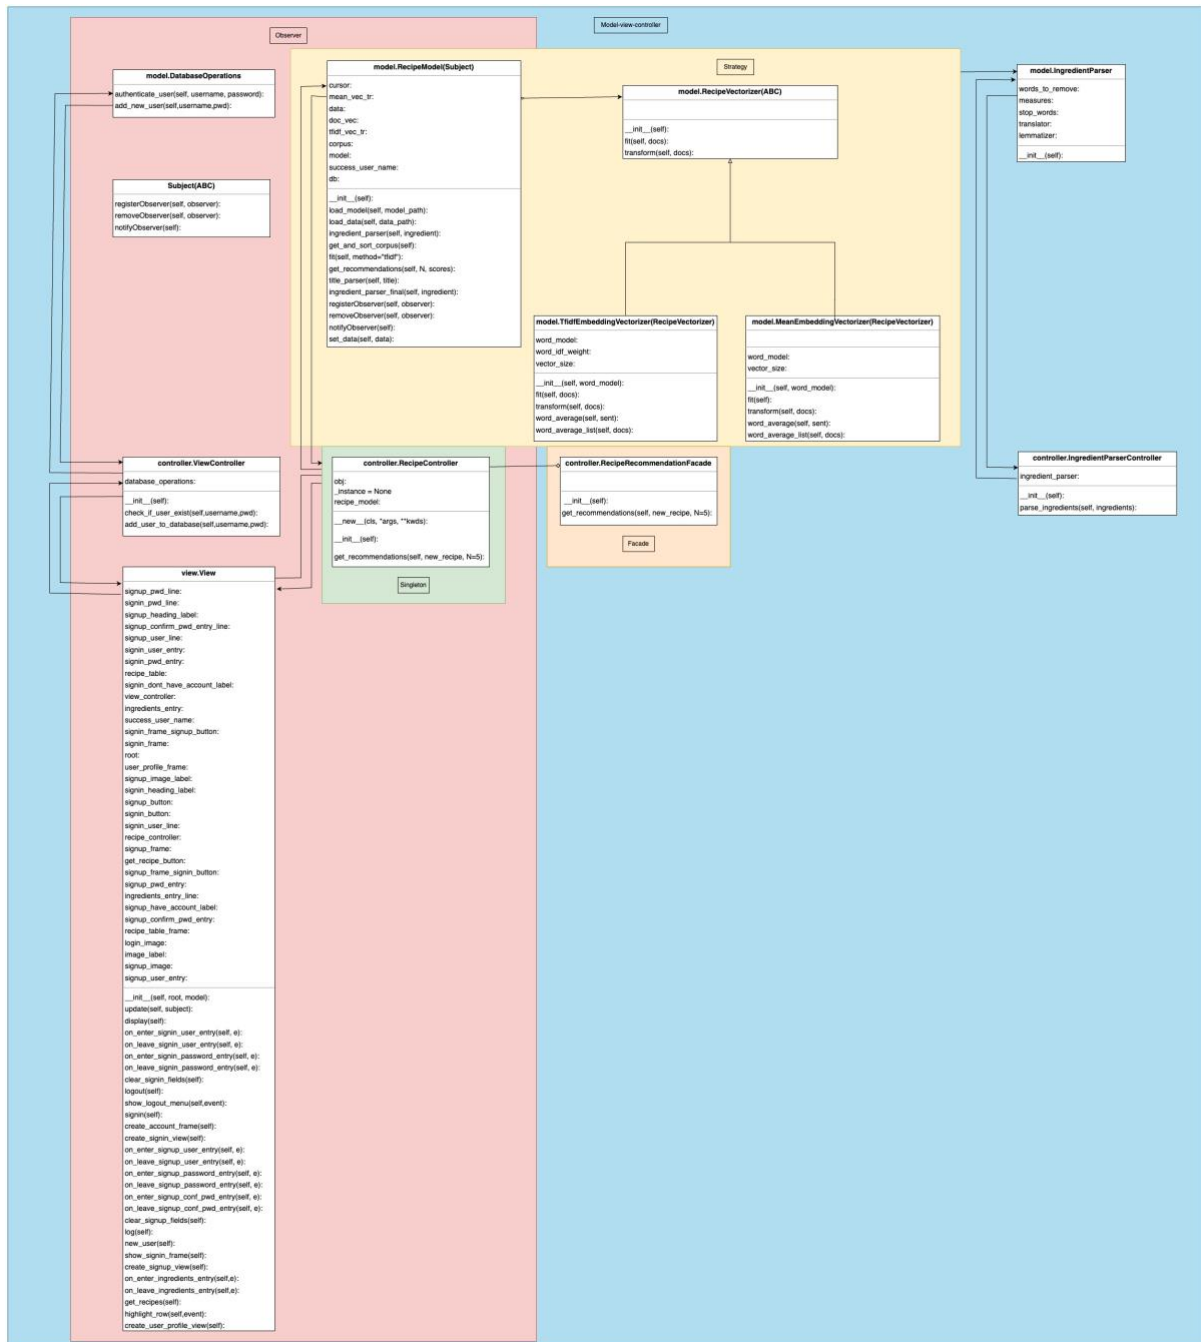 Model-view-controller
Observer
Strategy
model.DatabaseOperations
authenticate_user(self, username, password):
add_new_user(self,username,pwd):
Subject(ABC)
registerObserver(self, observer):
removeObserver(self, observer):
notifyObserver(self):
model.RecipeModel(Subject)
cursor:
mean_vec_tr:
data:
doc_vec:
tfidf_vec_tr:
corpus:
model:
success_user_name:
db:
__init__(self):
load_model(self, model_path):
load_data(self, data_path):
ingredient_parser(self, ingredient):
get_and_sort_corpus(self):
fit(self, method="tfidf"):
get_recommendations(self, N, scores):
title_parser(self, title):
ingredient_parser_final(self, ingredient):
registerObserver(self, observer):
removeObserver(self, observer):
notifyObserver(self):
set_data(self, data):
model.RecipeVectorizer(ABC)
__init__(self):
fit(self, docs):
transform(self, docs):
model.TfidfEmbeddingVectorizer(RecipeVectorizer)
word_model:
word_idf_weight:
vector_size:
__init__(self, word_model):
fit(self, docs):
transform(self, docs):
word_average(self, sent):
word_average_list(self, docs):
model.MeanEmbeddingVectorizer(RecipeVectorizer)
word_model:
vector_size:
__init__(self, word_model):
fit(self):
transform(self, docs):
word_average(self, sent):
word_average_list(self, docs):
model.IngredientParser
words_to_remove:
measures:
stop_words:
translator:
lemmatizer:
__init__(self):
controller.ViewController
database_operations:
__init__(self):
check_if_user_exist(self,username,pwd):
add_user_to_database(self,username,pwd):
controller.RecipeController
obj:
_instance = None
recipe_model:
__new__(cls, *args, **kwds):
__init__(self):
get_recommendations(self, new_recipe, N=5):
Singleton
controller.RecipeRecommendationFacade
__init__(self):
get_recommendations(self, new_recipe, N=5):
Facade
controller.IngredientParserController
ingredient_parser:
__init__(self):
parse_ingredients(self, ingredients):
view.View
signup_pwd_line:
signin_pwd_line:
signup_heading_label:
signup_confirm_pwd_entry_line:
signup_user_line:
signin_user_entry:
signin_pwd_entry:
recipe_table:
signin_dont_have_account_label:
view_controller:
ingredients_entry:
success_user_name:
signin_frame_signup_button:
signin_frame:
root:
user_profile_frame:
signup_image_label:
signin_heading_label:
signup_button:
signin_button:
signin_user_line:
recipe_controller:
signup_frame:
get_recipe_button:
signup_frame_signin_button:
signup_pwd_entry:
ingredients_entry_line:
signup_have_account_label:
signup_confirm_pwd_entry:
recipe_table_frame:
login_image:
image_label:
signup_image:
signup_user_entry:
__init__(self, root, model):
update(self, subject):
display(self):
on_enter_signin_user_entry(self, e):
on_leave_signin_user_entry(self, e):
on_enter_signin_password_entry(self, e):
on_leave_signin_password_entry(self, e):
clear_signin_fields(self):
logout(self):
show_logout_menu(self,event):
signin(self):
create_account_frame(self):
create_signin_view(self):
on_enter_signup_user_entry(self, e):
on_leave_signup_user_entry(self, e):
on_enter_signup_password_entry(self, e):
on_leave_signup_password_entry(self, e):
on_enter_signup_conf_pwd_entry(self, e):
on_leave_signup_conf_pwd_entry(self, e):
clear_signup_fields(self):
log(self):
new_user(self):
show_signin_frame(self):
create_signup_view(self):
on_enter_ingredients_entry(self,e):
on_leave_ingredients_entry(self,e):
get_recipes(self):
highlight_row(self,event):
create_user_profile_view(self):